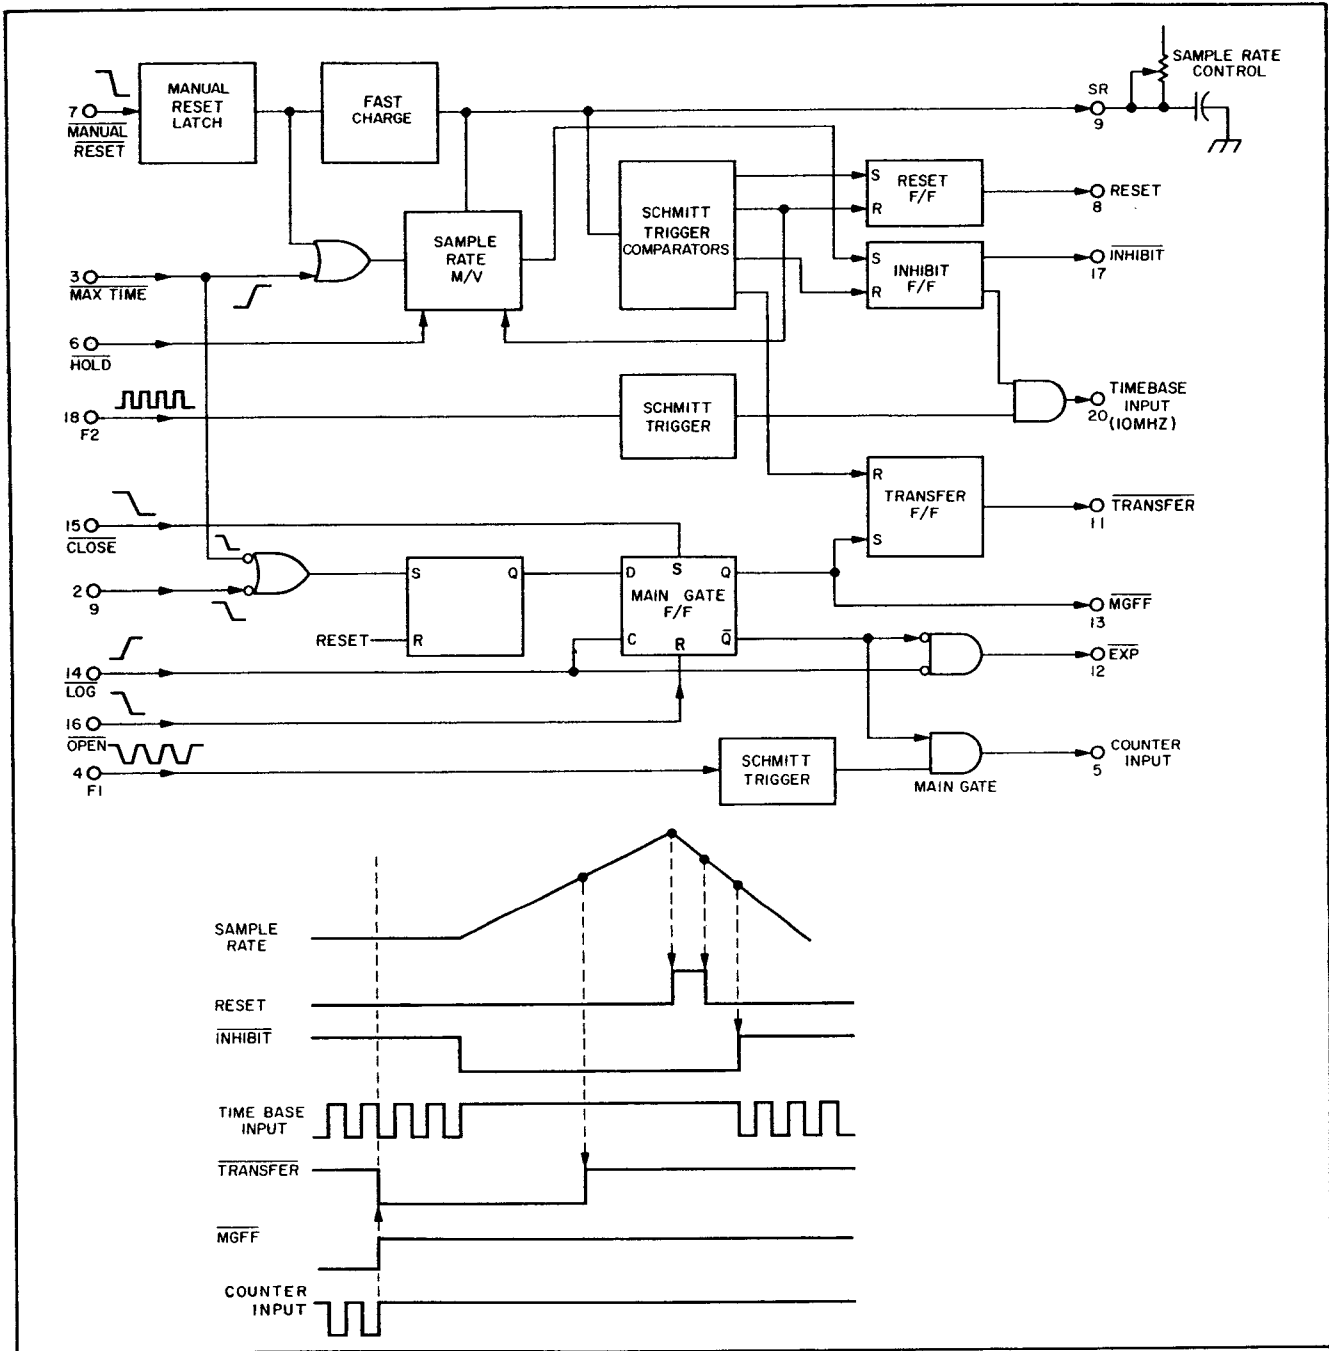 MANUAL
RESET
LATCH
FAST
CHARGE
SAMPLE RATE
CONTROL
SR
9
7
MANUAL
RESET
SCHMITT
TRIGGER
COMPARATORS
S
R
RESET
F/F
RESET
8
SAMPLE
RATE
M/V
S
R
INHIBIT
F/F
INHIBIT
17
3
MAX TIME
6
HOLD
18
F2
SCHMITT
TRIGGER
TIMEBASE
INPUT
(10MHZ)
20
R
S
TRANSFER
F/F
TRANSFER
11
15
CLOSE
2
9
S
Q
RESET
R
D
S
Q
MAIN GATE
F/F
C
R
Q
MGFF
13
14
LOG
EXP
12
16
OPEN
4
F1
SCHMITT
TRIGGER
MAIN GATE
COUNTER
INPUT
5
SAMPLE
RATE
RESET
INHIBIT
TIME BASE
INPUT
TRANSFER
MGFF
COUNTER
INPUT